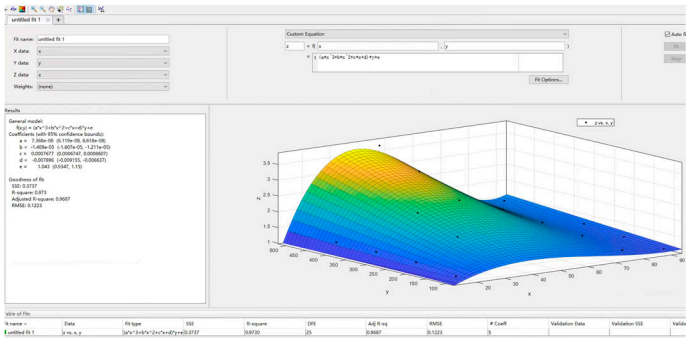 untitled fit 1
Fit name: untitled fit 1
X data: x
Y data: y
Z data: z
Weights: (none)
Custom Equation
z = f( x , y )
= (a*x^3+b*x^2+c*x+d)*y+e
Fit Options...
Auto fit
Fit
Stop
Results
General model:
f(x,y) = (a*x^3+b*x^2+c*x+d)*y+e
Coefficients (with 95% confidence bounds):
a = 7.368e-08 (6.119e-08, 8.618e-08)
b = -1.409e-05 (-1.607e-05, -1.211e-05)
c = 0.0007677 (0.0006747, 0.0008607)
d = -0.007896 (-0.009155, -0.006637)
e = 1.043 (0.9347, 1.15)
Goodness of fit:
SSE: 0.3737
R-square: 0.973
Adjusted R-square: 0.9687
RMSE: 0.1223
z vs. x, y
3.5
3
2.5
2
1.5
1
z
500
450
400
350
300
250
200
150
100
y
20
30
40
50
60
70
80
90
x
Table of Fits
Fit name Data Fit type SSE R-square DFE Adj R-sq RMSE # Coeff Validation Data Validation SSE
untitled fit 1 z vs. x, y (a*x^3+b*x^2+c*x+d)*y+e 0.3737 0.9730 25 0.9687 0.1223 5